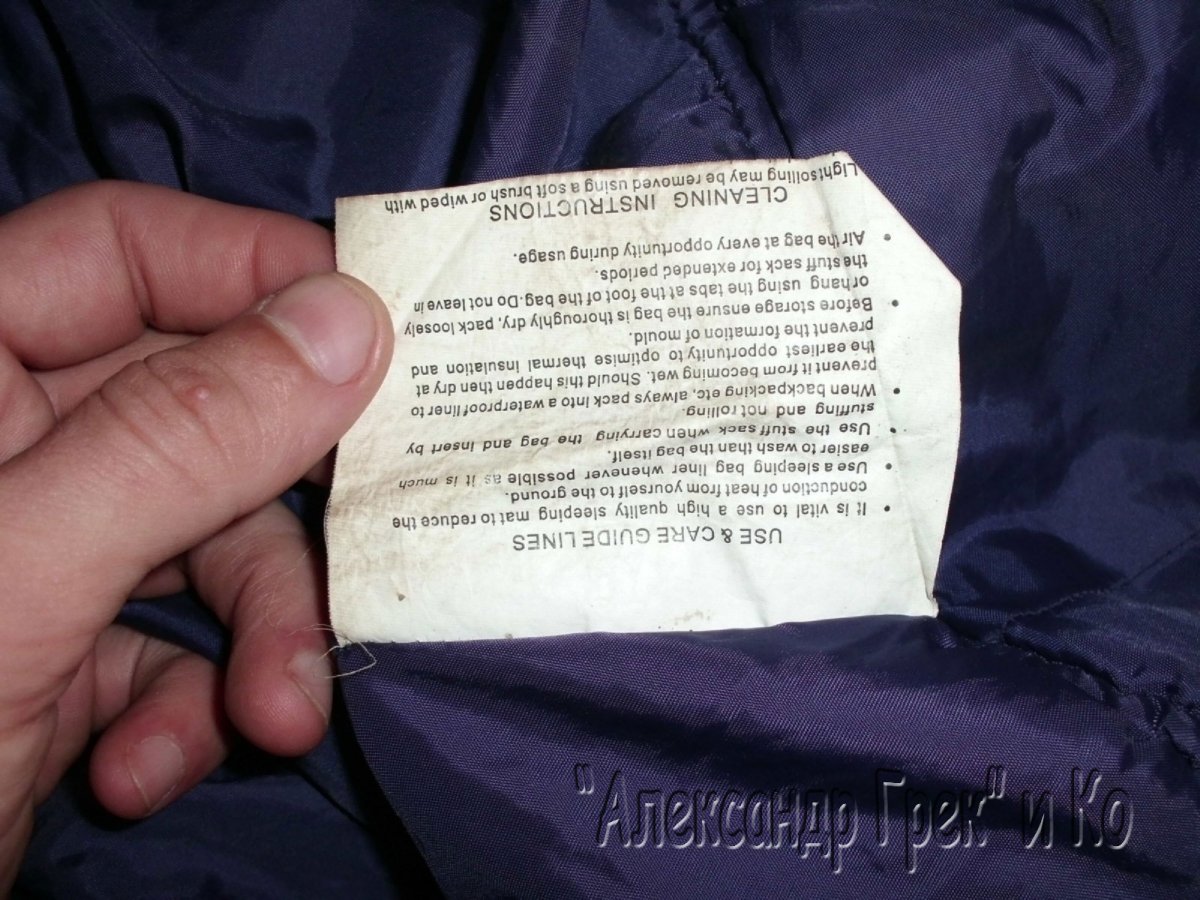 USE & CARE GUIDE LINES
• It is vital to use a high quality sleeping mat to reduce the
conduction of heat from yourself to the ground.
• Use a sleeping bag liner whenever possible as it is much
easier to wash than the bag itself.
• Use the stuff sack when carrying the bag and insert by
stuffing and not rolling.
• When backpacking etc, always pack into a waterproof liner to
prevent it from becoming wet. Should this happen then dry at
the earliest opportunity to optimise thermal insulation and
prevent the formation of mould.
• Before storage ensure the bag is thoroughly dry, pack loosely
or hang using the tabs at the foot of the bag. Do not leave in
the stuff sack for extended periods.
• Air the bag at every opportunity during usage.
CLEANING INSTRUCTIONS
Light soilling may be removed using a soft brush or wiped with
"Александр Грек" и Ко